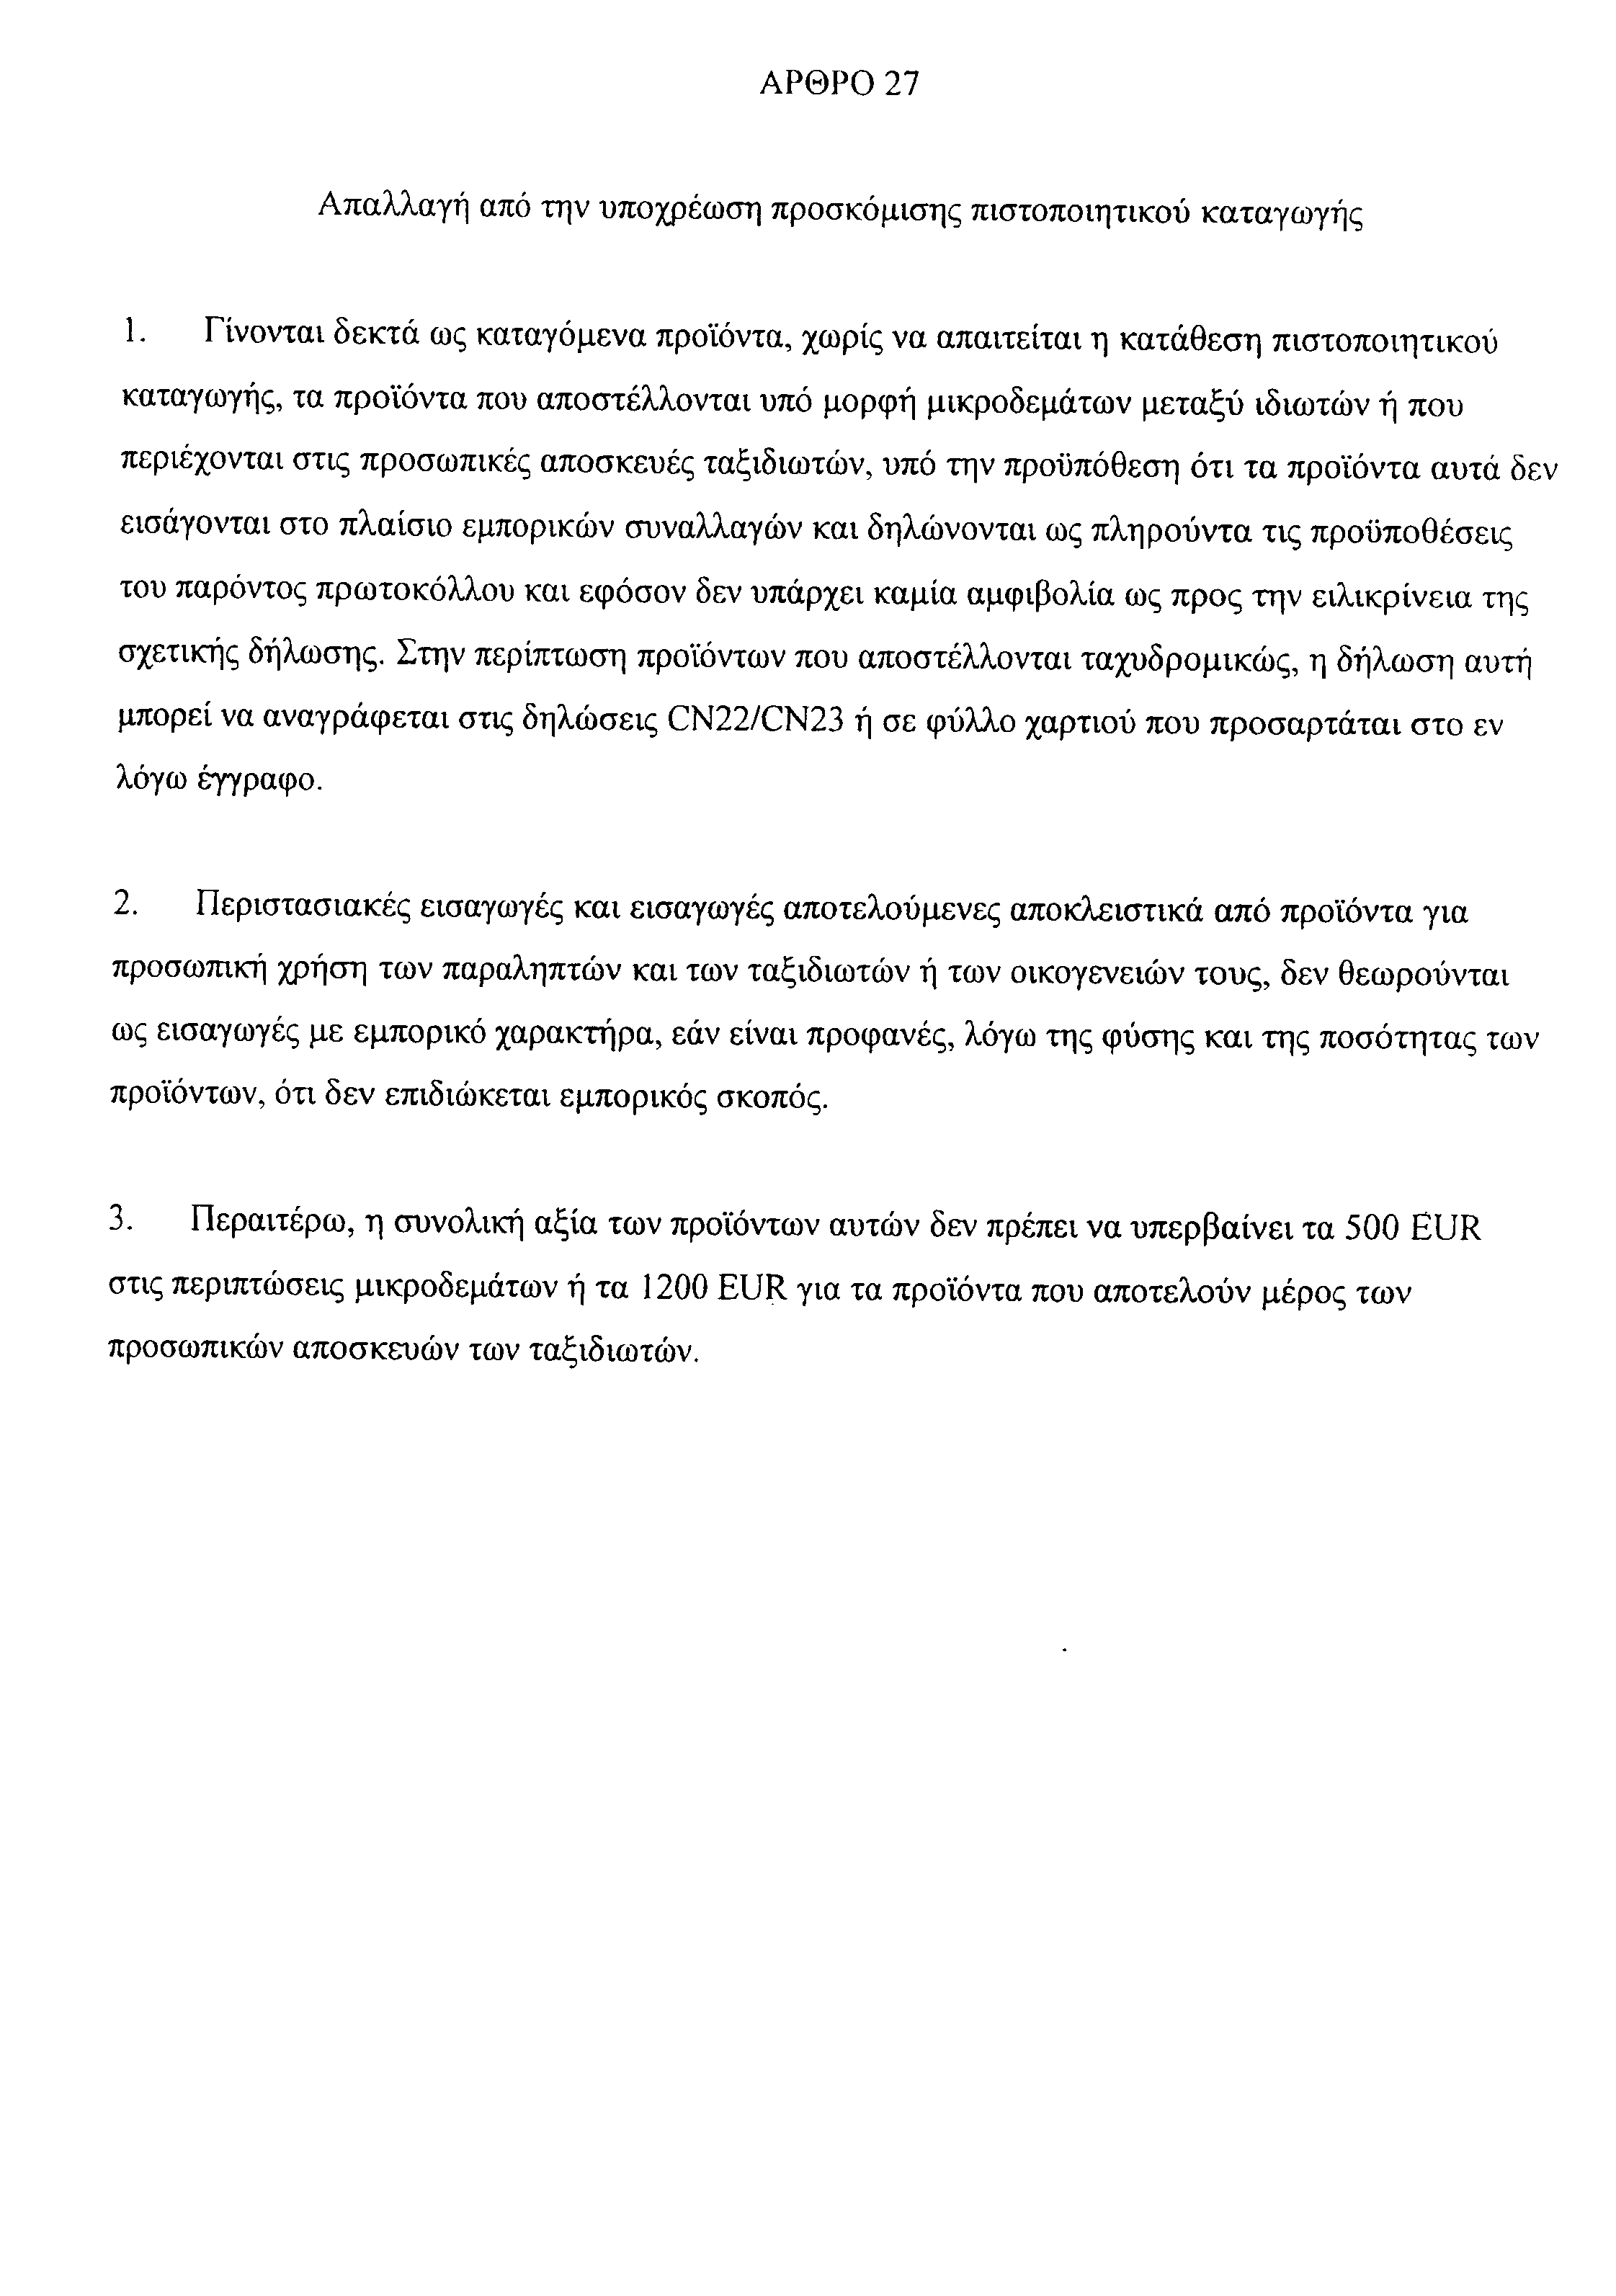 ΑΡΘΡΟ 27
Απαλλαγή από την υποχρέωση προσκόμισης πιστοποιητικού καταγωγής
1. Γίνονται δεκτά ως καταγόμενα προϊόντα, χωρίς να απαιτείται η κατάθεση πιστοποιητικού
καταγωγής, τα προϊόντα που αποστέλλονται υπό μορφή μικροδεμάτων μεταξύ ιδιωτών ή που
περιέχονται στις προσωπικές αποσκευές ταξιδιωτών, υπό την προϋπόθεση ότι τα προϊόντα αυτά δεν
εισάγονται στο πλαίσιο εμπορικών συναλλαγών και δηλώνονται ως πληρούντα τις προϋποθέσεις
του παρόντος πρωτοκόλλου και εφόσον δεν υπάρχει καμία αμφιβολία ως προς την ειλικρίνεια της
σχετικής δήλωσης. Στην περίπτωση προϊόντων που αποστέλλονται ταχυδρομικώς, η δήλωση αυτή
μπορεί να αναγράφεται στις δηλώσεις CN22/CN23 ή σε φύλλο χαρτιού που προσαρτάται στο εν
λόγω έγγραφο.
2. Περιστασιακές εισαγωγές και εισαγωγές αποτελούμενες αποκλειστικά από προϊόντα για
προσωπική χρήση των παραληπτών και των ταξιδιωτών ή των οικογενειών τους, δεν θεωρούνται
ως εισαγωγές με εμπορικό χαρακτήρα, εάν είναι προφανές, λόγω της φύσης και της ποσότητας των
προϊόντων, ότι δεν επιδιώκεται εμπορικός σκοπός.
3. Περαιτέρω, η συνολική αξία των προϊόντων αυτών δεν πρέπει να υπερβαίνει τα 500 EUR
στις περιπτώσεις μικροδεμάτων ή τα 1200 EUR για τα προϊόντα που αποτελούν μέρος των
προσωπικών αποσκευών των ταξιδιωτών.